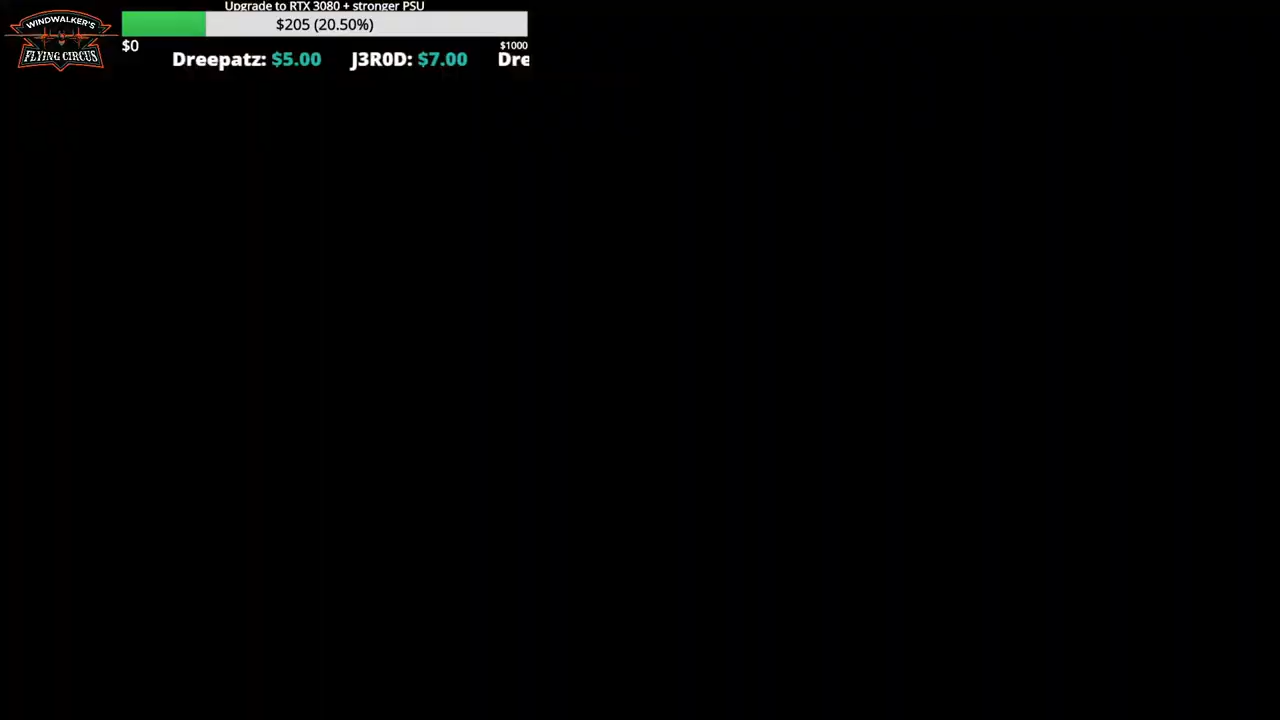 WINDWALKER'S
FLYING CIRCUS
Upgrade to RTX 3080 + stronger PSU
$205 (20.50%)
$0
$1000
Dreepatz: $5.00 J3R0D: $7.00 Dre